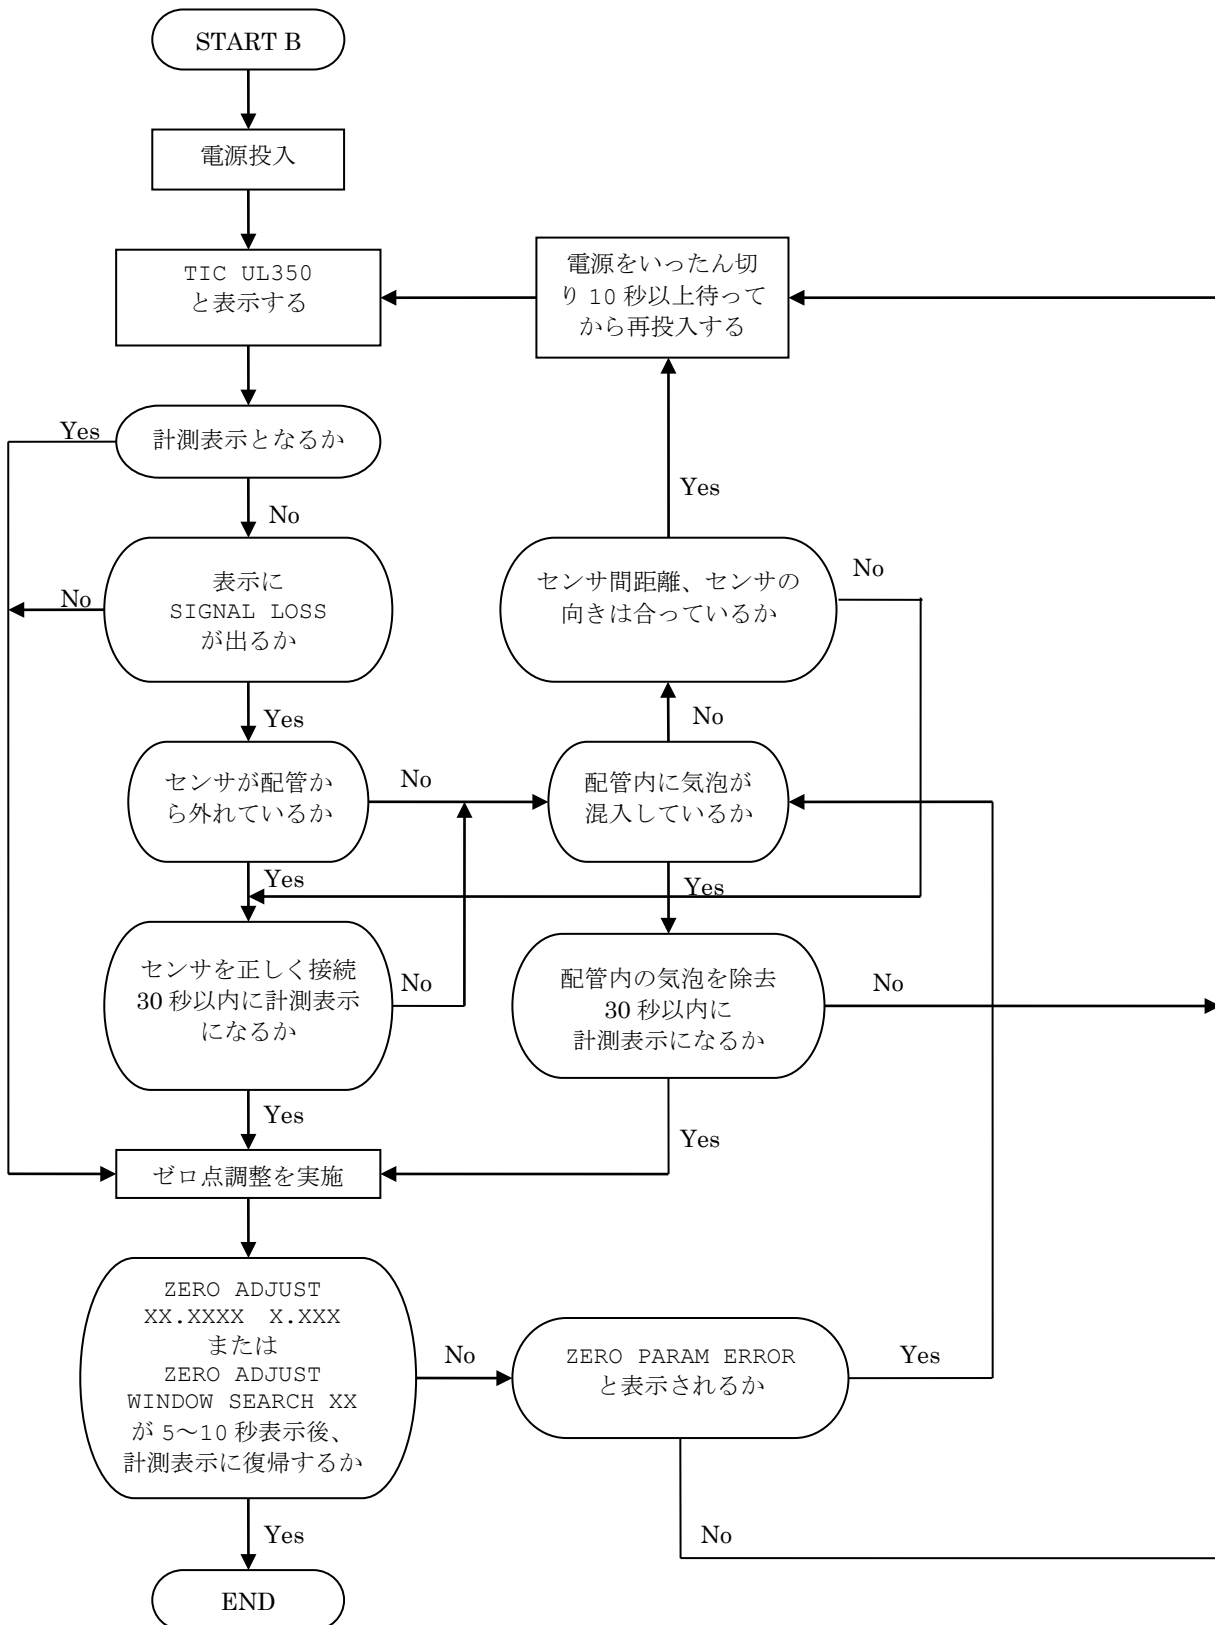 START B
電源投入
TIC UL350
と表示する
電源をいったん切
り 10 秒以上待って
から再投入する
Yes
計測表示となるか
Yes
No
表示に
SIGNAL LOSS
が出るか
No
センサ間距離、センサの
向きは合っているか
No
Yes
No
センサが配管か
ら外れているか
No
配管内に気泡が
混入しているか
Yes
Yes
センサを正しく接続
30 秒以内に計測表示
になるか
No
配管内の気泡を除去
30 秒以内に
計測表示になるか
No
Yes
Yes
ゼロ点調整を実施
ZERO ADJUST
XX.XXXX X.XXX
または
ZERO ADJUST
WINDOW SEARCH XX
が 5～10 秒表示後、
計測表示に復帰するか
No
ZERO PARAM ERROR
と表示されるか
Yes
Yes
No
END